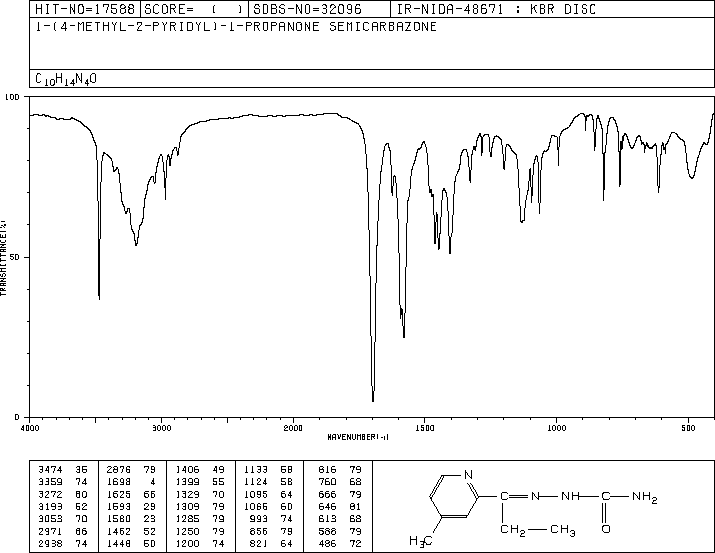 HIT-NO=17588 SCORE= ( ) SDBS-NO=32096 IR-NIDA-48671 : KBR DISC
1-(4-METHYL-2-PYRIDYL)-1-PROPANONE SEMICARBAZONE
C10H14N4O
100
TRANSMITTANCE(%)
50
0
4000 3000 2000 1500 1000 500
WAVENUMBER(-1)
3474 36 2876 79 1406 49 1133 58 816 79
3359 74 1698 4 1399 55 1124 58 760 68
3272 60 1625 66 1329 70 1095 64 666 79
3193 52 1593 29 1309 79 1066 60 646 81
3053 70 1580 23 1285 79 993 74 613 68
2971 66 1462 52 1250 79 856 79 588 79
2938 74 1448 50 1200 74 821 64 486 72
N
C N NH C NH2
H3C CH2 CH3 O